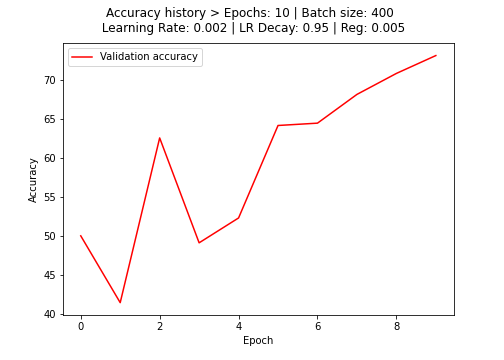 Accuracy history > Epochs: 10 | Batch size: 400
Learning Rate: 0.002 | LR Decay: 0.95 | Reg: 0.005
Validation accuracy
70
65
60
55
50
45
40
Accuracy
0 2 4 6 8
Epoch